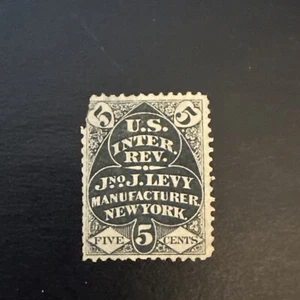 5 5
U.S.
INTER.
REV.
JNO. J. LEVY
MANUFACTURER.
NEW YORK.
FIVE 5 CENTS